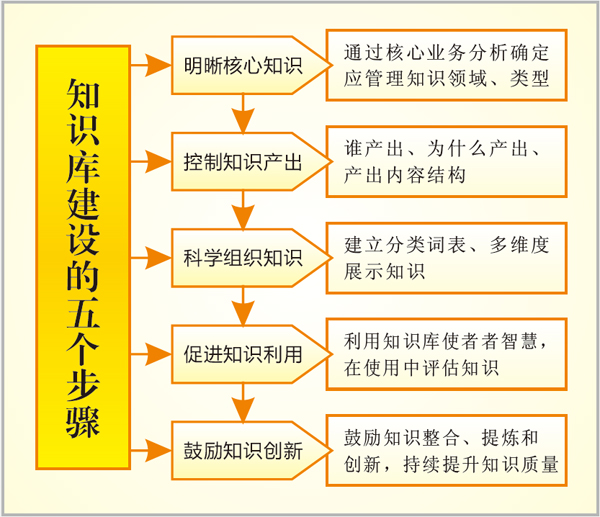 知识库建设的五个步骤
明晰核心知识
通过核心业务分析确定
应管理知识领域、类型
控制知识产出
谁产出、为什么产出、
产出内容结构
科学组织知识
建立分类词表、多维度
展示知识
促进知识利用
利用知识库使者者智慧，
在使用中评估知识
鼓励知识创新
鼓励知识整合、提炼和
创新，持续提升知识质量